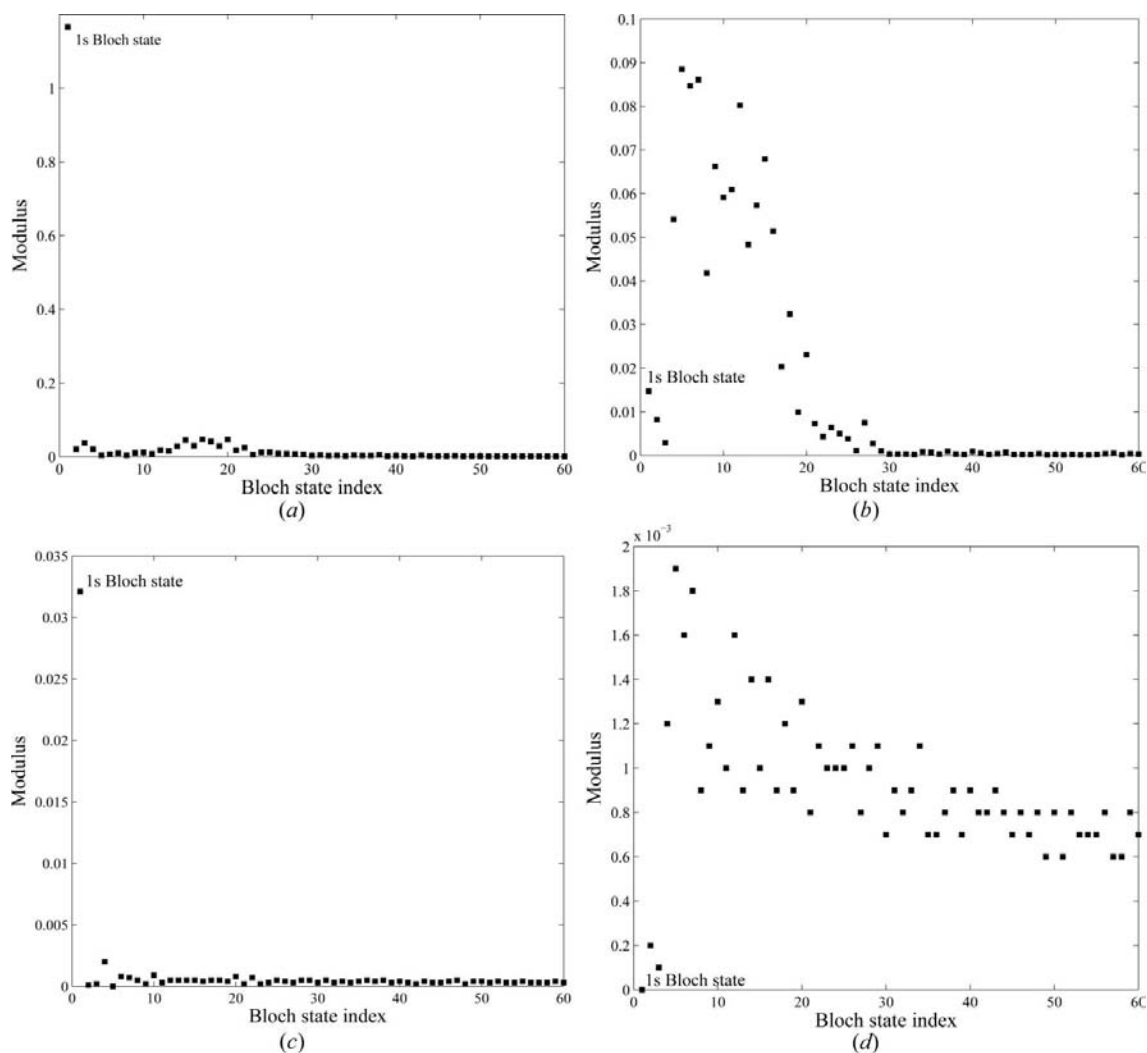 1s Bloch state
1
0.8
0.6
0.4
0.2
0
Modulus
0 10 20 30 40 50 60
Bloch state index
(a)
0.1
0.09
0.08
0.07
0.06
0.05
0.04
0.03
0.02
0.01
0
Modulus
1s Bloch state
0 10 20 30 40 50 60
Bloch state index
(b)
0.035
0.03
0.025
0.02
0.015
0.01
0.005
0
Modulus
1s Bloch state
0 10 20 30 40 50 60
Bloch state index
(c)
x 10⁻³
2
1.8
1.6
1.4
1.2
1
0.8
0.6
0.4
0.2
0
Modulus
1s Bloch state
0 10 20 30 40 50 60
Bloch state index
(d)